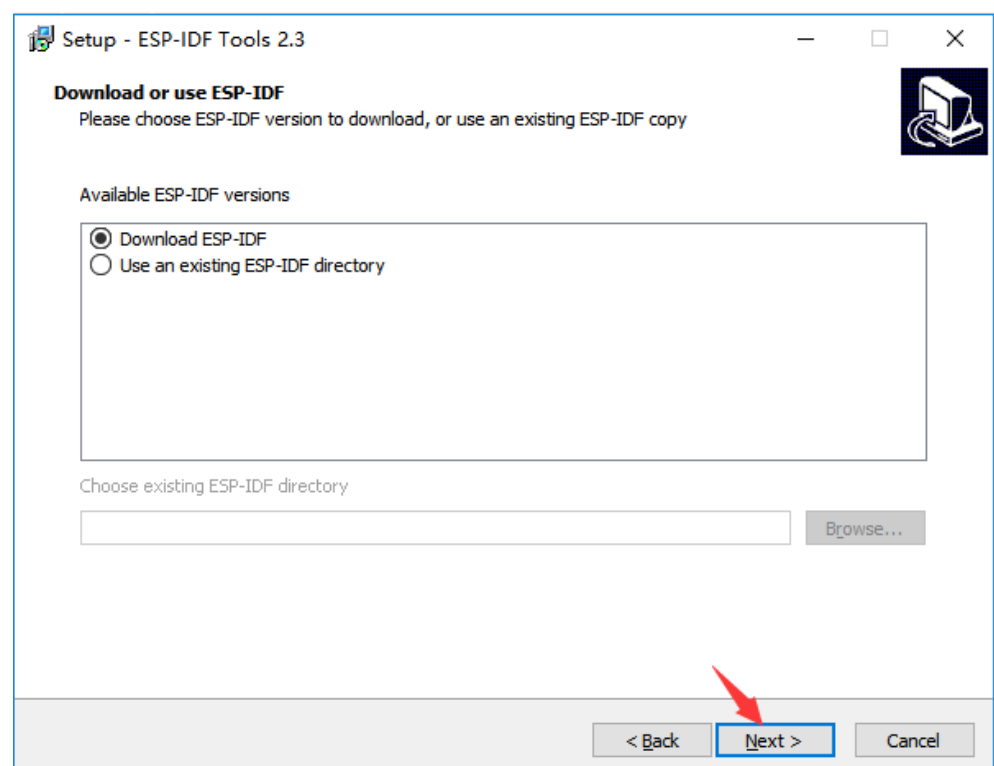 Setup - ESP-IDF Tools 2.3
Download or use ESP-IDF
Please choose ESP-IDF version to download, or use an existing ESP-IDF copy
Available ESP-IDF versions
Download ESP-IDF
Use an existing ESP-IDF directory
Choose existing ESP-IDF directory
Browse...
< Back Next > Cancel